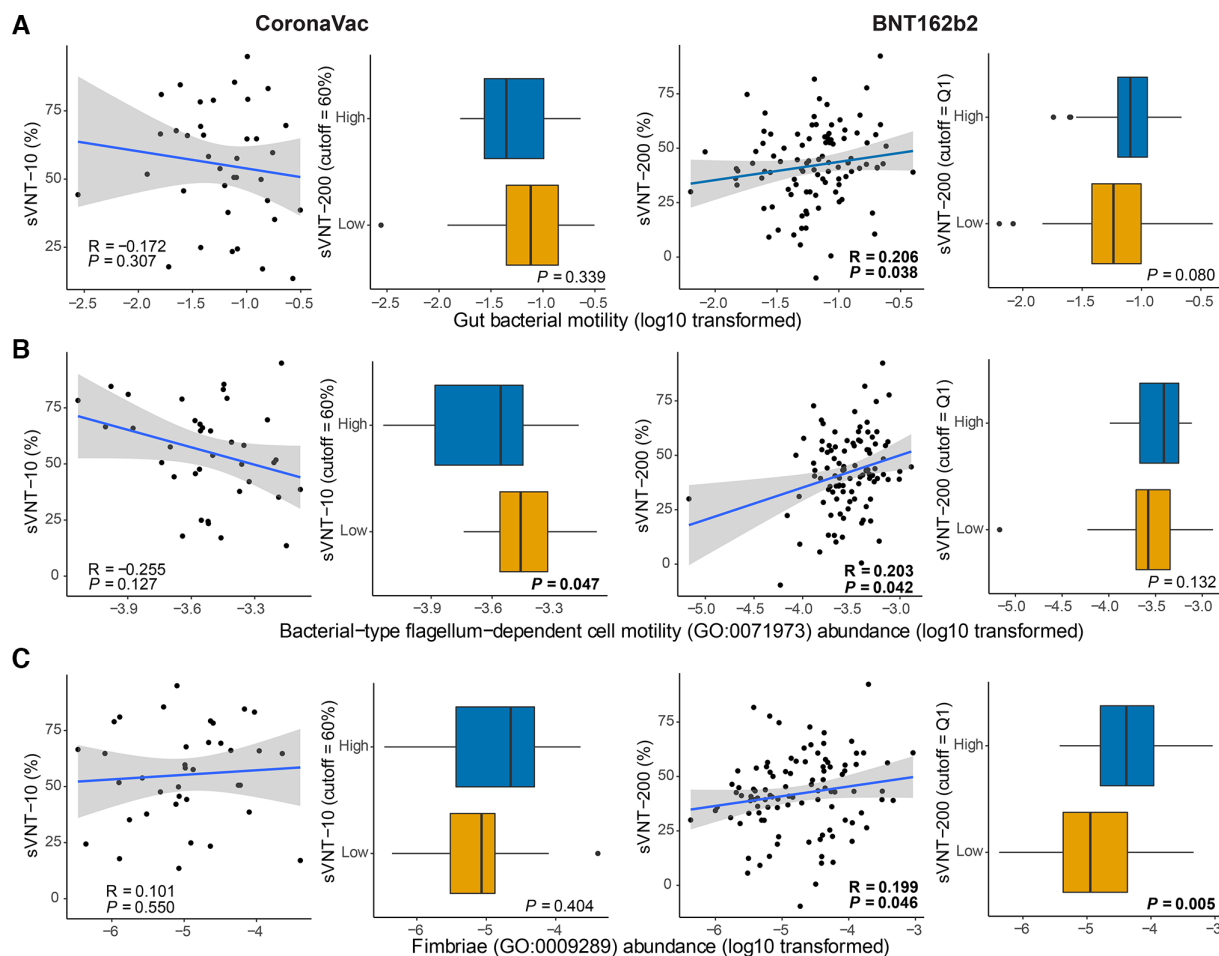 CoronaVac
BNT162b2
A
sVNT−10 (%)
75
50
25
R = −0.172
P = 0.307
−2.5
−2.0
−1.5
−1.0
−0.5
sVNT−200 (cutoff = 60%)
High
Low
P = 0.339
−2.5
−2.0
−1.5
−1.0
−0.5
sVNT−200 (%)
75
50
25
0
R = 0.206
P = 0.038
−2.0
−1.5
−1.0
−0.5
sVNT−200 (cutoff = Q1)
High
Low
P = 0.080
−2.0
−1.5
−1.0
−0.5
Gut bacterial motility (log10 transformed)
B
sVNT−10 (%)
75
50
25
0
R = −0.255
P = 0.127
−3.9
−3.6
−3.3
sVNT−10 (cutoff = 60%)
High
Low
P = 0.047
−3.9
−3.6
−3.3
sVNT−200 (%)
75
50
25
0
R = 0.203
P = 0.042
−5.0
−4.5
−4.0
−3.5
−3.0
sVNT−200 (cutoff = Q1)
High
Low
P = 0.132
−5.0
−4.5
−4.0
−3.5
−3.0
Bacterial−type flagellum−dependent cell motility (GO:0071973) abundance (log10 transformed)
C
sVNT−10 (%)
75
50
25
0
R = 0.101
P = 0.550
−6
−5
−4
sVNT−10 (cutoff = 60%)
High
Low
P = 0.404
−6
−5
−4
sVNT−200 (%)
75
50
25
0
R = 0.199
P = 0.046
−6
−5
−4
−3
sVNT−200 (cutoff = Q1)
High
Low
P = 0.005
−6
−5
−4
−3
Fimbriae (GO:0009289) abundance (log10 transformed)